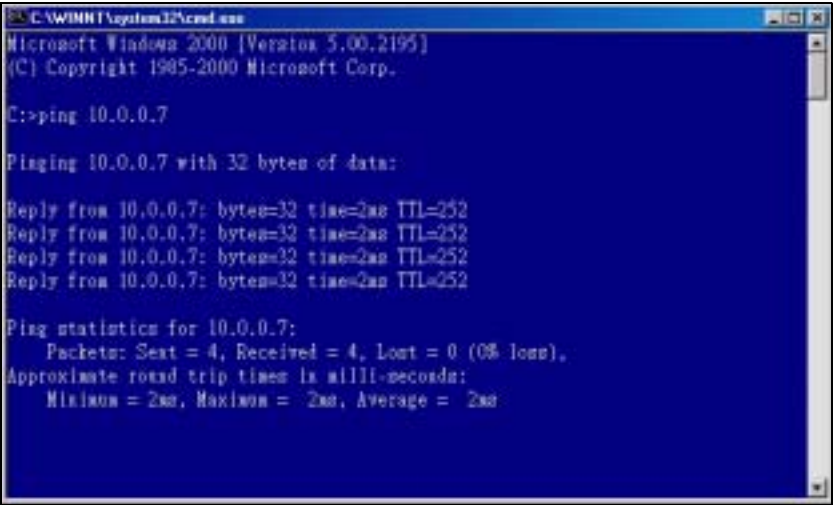 C:\WINNT\system32\cmd.exe
Microsoft Windows 2000 [Version 5.00.2195]
(C) Copyright 1985-2000 Microsoft Corp.
C:>ping 10.0.0.7
Pinging 10.0.0.7 with 32 bytes of data:
Reply from 10.0.0.7: bytes=32 time=2ms TTL=252
Reply from 10.0.0.7: bytes=32 time=2ms TTL=252
Reply from 10.0.0.7: bytes=32 time=2ms TTL=252
Reply from 10.0.0.7: bytes=32 time=2ms TTL=252
Ping statistics for 10.0.0.7:
Packets: Sent = 4, Received = 4, Lost = 0 (0% loss),
Approximate round trip times in milli-seconds:
Minimum = 2ms, Maximum = 2ms, Average = 2ms